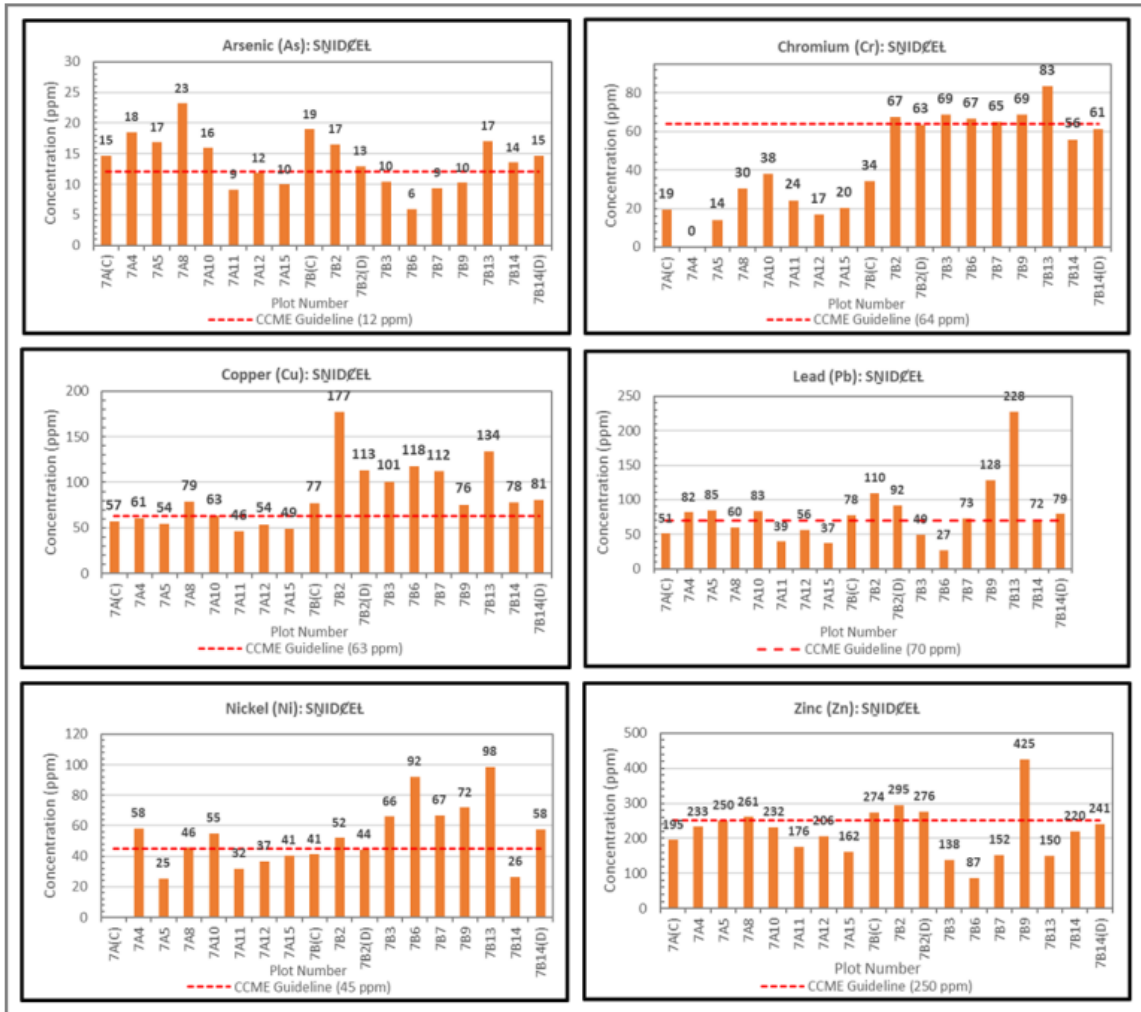 Arsenic (As): SṈIDȻEȽ
Concentration (ppm)
30
25
20
15
10
5
0
15 18 17 23 16 9 12 10 19 17 13 10 6 9 10 17 14 15
7A(C) 7A4 7A5 7A8 7A10 7A11 7A12 7A15 7B(C) 7B2 7B2(D) 7B3 7B6 7B7 7B9 7B13 7B14 7B14(D)
Plot Number
CCME Guideline (12 ppm)
Chromium (Cr): SṈIDȻEȽ
Concentration (ppm)
80
60
40
20
0
19 0 14 30 38 24 17 20 34 67 63 69 67 65 69 83 56 61
7A(C) 7A4 7A5 7A8 7A10 7A11 7A12 7A15 7B(C) 7B2 7B2(D) 7B3 7B6 7B7 7B9 7B13 7B14 7B14(D)
Plot Number
CCME Guideline (64 ppm)
Copper (Cu): SṈIDȻEȽ
Concentration (ppm)
200
150
100
50
0
57 61 54 79 63 46 54 49 77 177 113 101 118 112 76 134 78 81
7A(C) 7A4 7A5 7A8 7A10 7A11 7A12 7A15 7B(C) 7B2 7B2(D) 7B3 7B6 7B7 7B9 7B13 7B14 7B14(D)
Plot Number
CCME Guideline (63 ppm)
Lead (Pb): SṈIDȻEȽ
Concentration (ppm)
250
200
150
100
50
0
51 82 85 60 83 39 56 37 78 110 92 49 27 73 128 228 72 79
7A(C) 7A4 7A5 7A8 7A10 7A11 7A12 7A15 7B(C) 7B2 7B2(D) 7B3 7B6 7B7 7B9 7B13 7B14 7B14(D)
Plot Number
CCME Guideline (70 ppm)
Nickel (Ni): SṈIDȻEȽ
Concentration (ppm)
120
100
80
60
40
20
0
58 25 46 55 32 37 41 41 52 44 66 92 67 72 98 26 58
7A(C) 7A4 7A5 7A8 7A10 7A11 7A12 7A15 7B(C) 7B2 7B2(D) 7B3 7B6 7B7 7B9 7B13 7B14 7B14(D)
Plot Number
CCME Guideline (45 ppm)
Zinc (Zn): SṈIDȻEȽ
Concentration (ppm)
500
400
300
200
100
0
195 233 250 261 232 176 206 162 274 295 276 138 87 152 425 150 220 241
7A(C) 7A4 7A5 7A8 7A10 7A11 7A12 7A15 7B(C) 7B2 7B2(D) 7B3 7B6 7B7 7B9 7B13 7B14 7B14(D)
Plot Number
CCME Guideline (250 ppm)